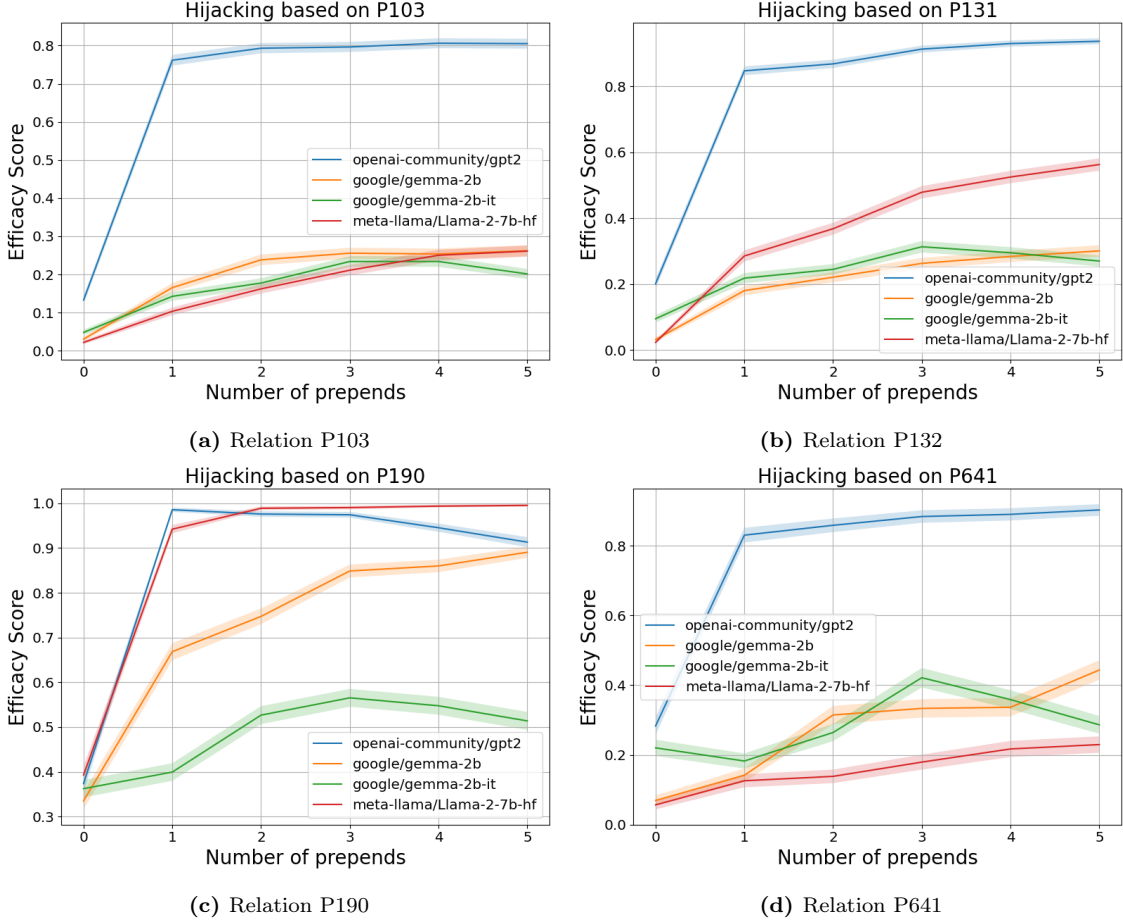 Hijacking based on P103
Efficacy Score
0.8
0.7
0.6
0.5
0.4
0.3
0.2
0.1
0.0
openai-community/gpt2
google/gemma-2b
google/gemma-2b-it
meta-llama/Llama-2-7b-hf
0 1 2 3 4 5
Number of prepends
(a) Relation P103
Hijacking based on P131
Efficacy Score
0.8
0.6
0.4
0.2
0.0
openai-community/gpt2
google/gemma-2b
google/gemma-2b-it
meta-llama/Llama-2-7b-hf
0 1 2 3 4 5
Number of prepends
(b) Relation P132
Hijacking based on P190
Efficacy Score
1.0
0.9
0.8
0.7
0.6
0.5
0.4
0.3
openai-community/gpt2
google/gemma-2b
google/gemma-2b-it
meta-llama/Llama-2-7b-hf
0 1 2 3 4 5
Number of prepends
(c) Relation P190
Hijacking based on P641
Efficacy Score
0.8
0.6
0.4
0.2
0.0
openai-community/gpt2
google/gemma-2b
google/gemma-2b-it
meta-llama/Llama-2-7b-hf
0 1 2 3 4 5
Number of prepends
(d) Relation P641